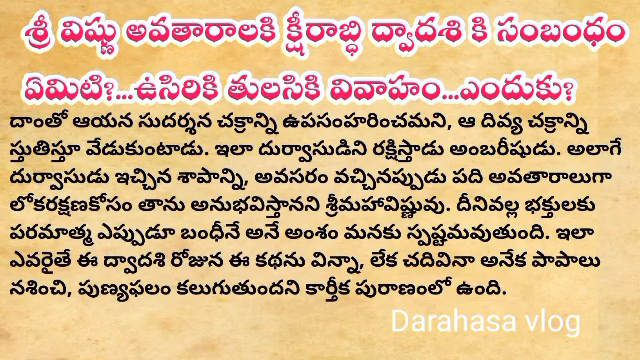 శ్రీ విష్ణు అవతారాలకి క్షీరాబ్ధి ద్వాదశి కి సంబంధం
ఏమిటి?...ఉసిరికి తులసికి వివాహం...ఎందుకు?
దాంతో ఆయన సుదర్శన చక్రాన్ని ఉపసంహరించమని, ఆ దివ్య చక్రాన్ని
స్తుతిస్తూ వేడుకుంటాడు. ఇలా దుర్వాసుడిని రక్షిస్తాడు అంబరీషుడు. అలాగే
దుర్వాసుడు ఇచ్చిన శాపాన్ని, అవసరం వచ్చినప్పుడు పది అవతారాలుగా
లోకరక్షణకోసం తాను అనుభవిస్తానని శ్రీమహావిష్ణువు. దీనివల్ల భక్తులకు
పరమాత్మ ఎప్పుడూ బంధీనే అనే అంశం మనకు స్పష్టమవుతుంది. ఇలా
ఎవరైతే ఈ ద్వాదశి రోజున ఈ కథను విన్నా, లేక చదివినా అనేక పాపాలు
నశించి, పుణ్యఫలం కలుగుతుందని కార్తీక పురాణంలో ఉంది.
Darahasa vlog